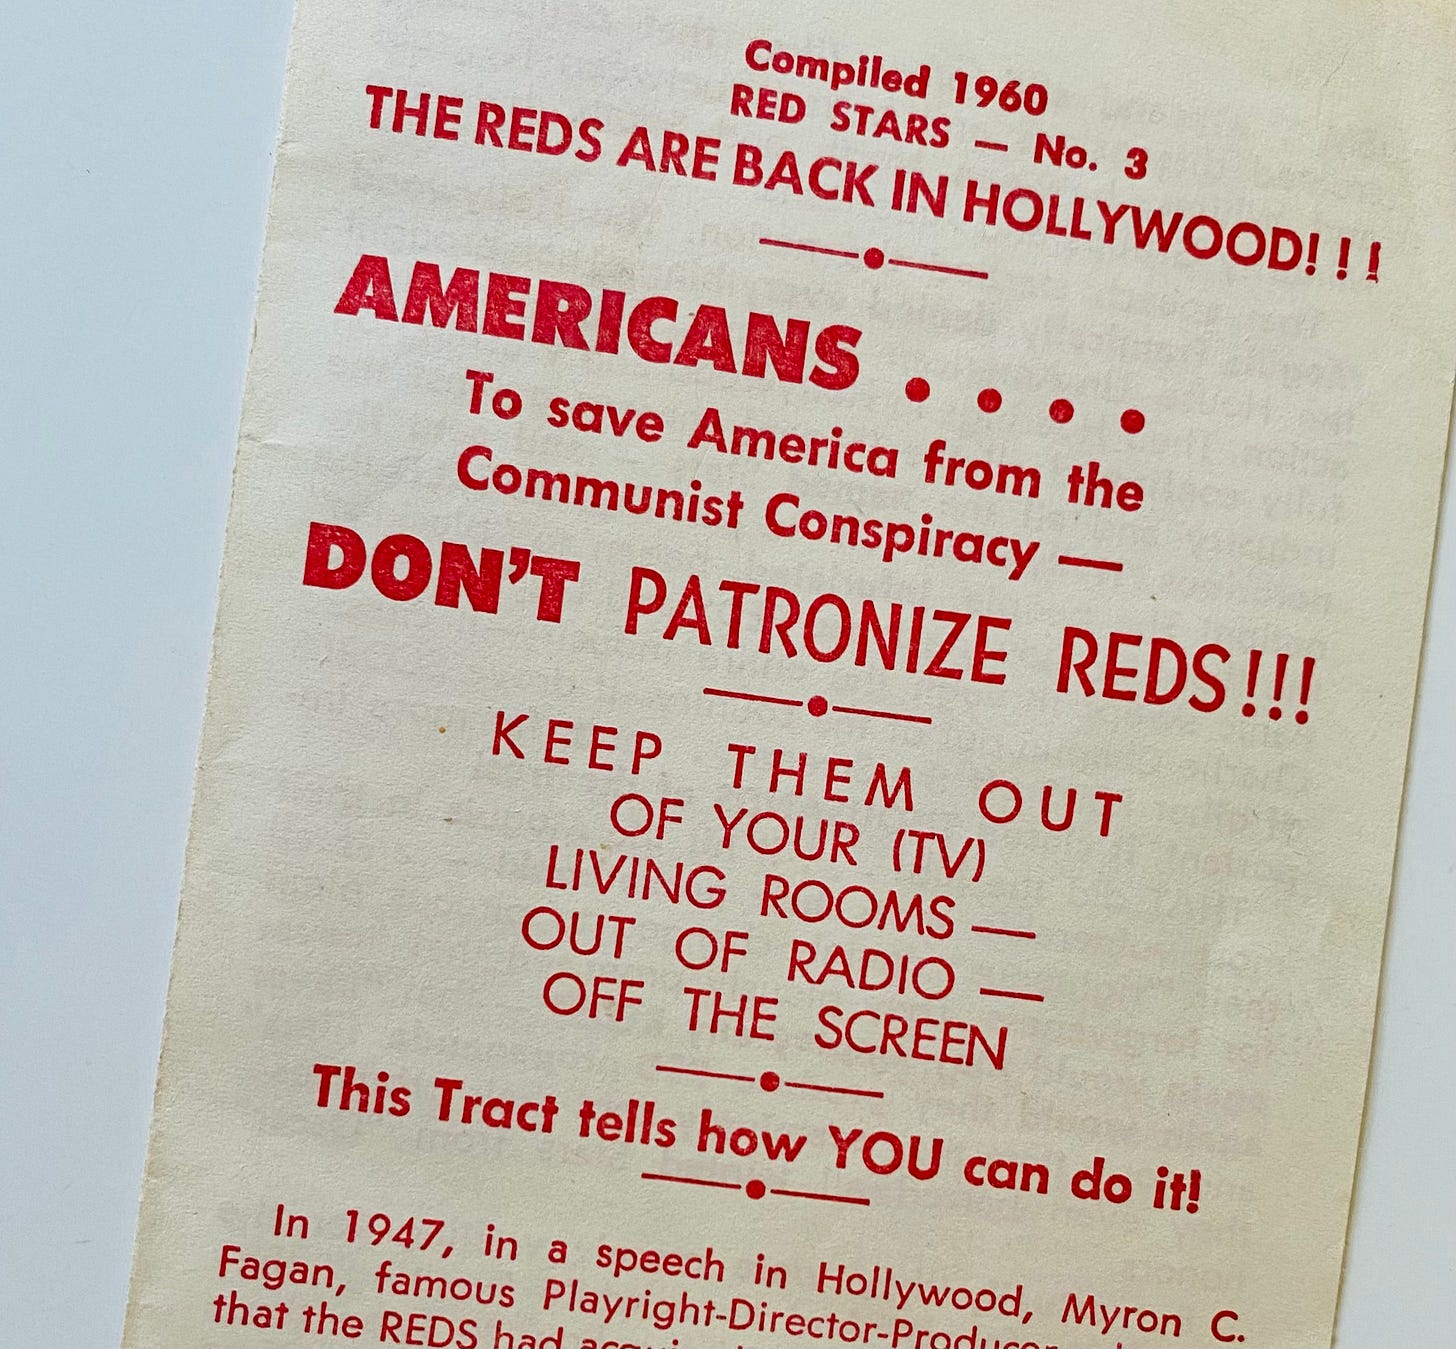 Compiled 1960
RED STARS — No. 3
THE REDS ARE BACK IN HOLLYWOOD! ! !
AMERICANS . . . .
To save America from the
Communist Conspiracy —
DON'T PATRONIZE REDS!!!
KEEP THEM OUT
OF YOUR (TV)
LIVING ROOMS —
OUT OF RADIO —
OFF THE SCREEN
This Tract tells how YOU can do it!
In 1947, in a speech in Hollywood, Myron C.
Fagan, famous Playright-Director-Producer
that the REDS had